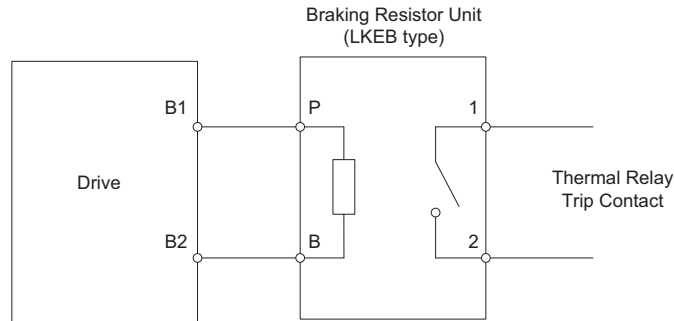 Braking Resistor Unit
(LKEB type)
B1
P
1
Drive
Thermal Relay
Trip Contact
B2
B
2